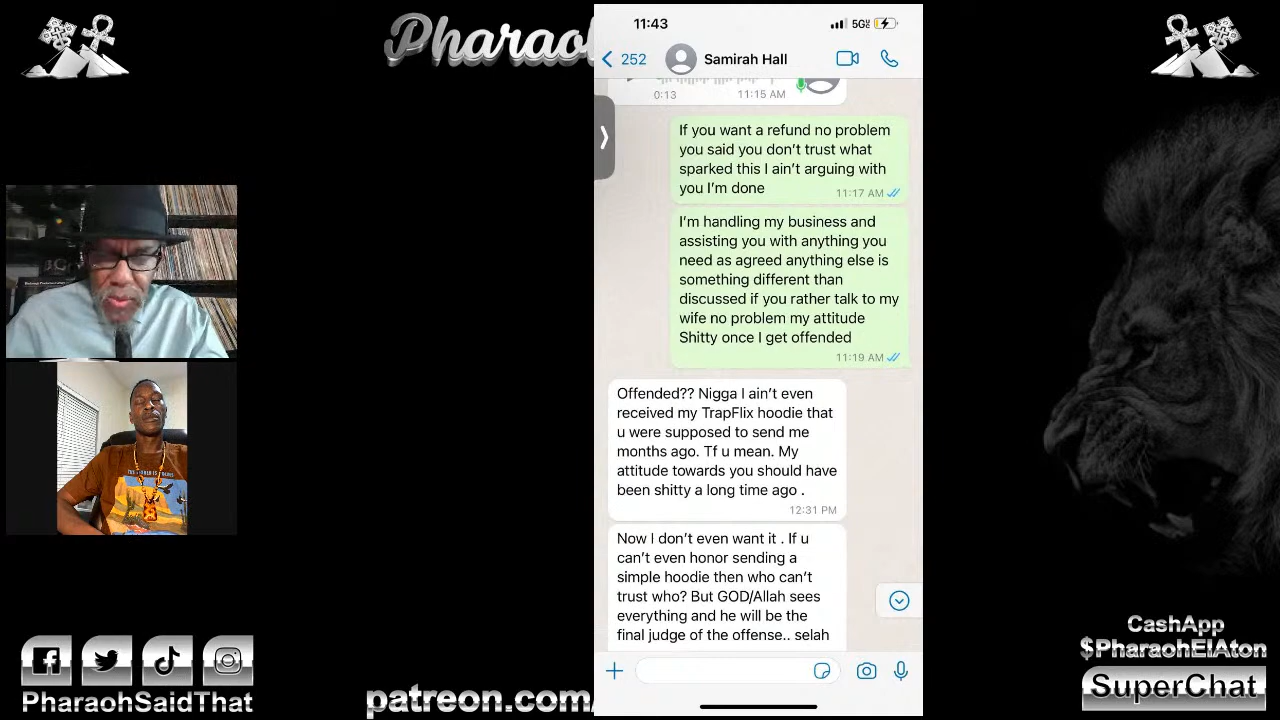 Pharaoh
11:43
5G
252
Samirah Hall
0:13
11:15 AM
If you want a refund no problem
you said you don’t trust what
sparked this I ain’t arguing with
you I’m done
11:17 AM
I’m handling my business and
assisting you with anything you
need as agreed anything else is
something different than
discussed if you rather talk to my
wife no problem my attitude
Shitty once I get offended
11:19 AM
Offended?? Nigga I ain’t even
received my TrapFlix hoodie that
u were supposed to send me
months ago. Tf u mean. My
attitude towards you should have
been shitty a long time ago .
12:31 PM
Now I don’t even want it . If u
can’t even honor sending a
simple hoodie then who can’t
trust who? But GOD/Allah sees
everything and he will be the
final judge of the offense.. selah
PharaohSaidThat
patreon.com/
CashApp
$PharaohElAton
SuperChat